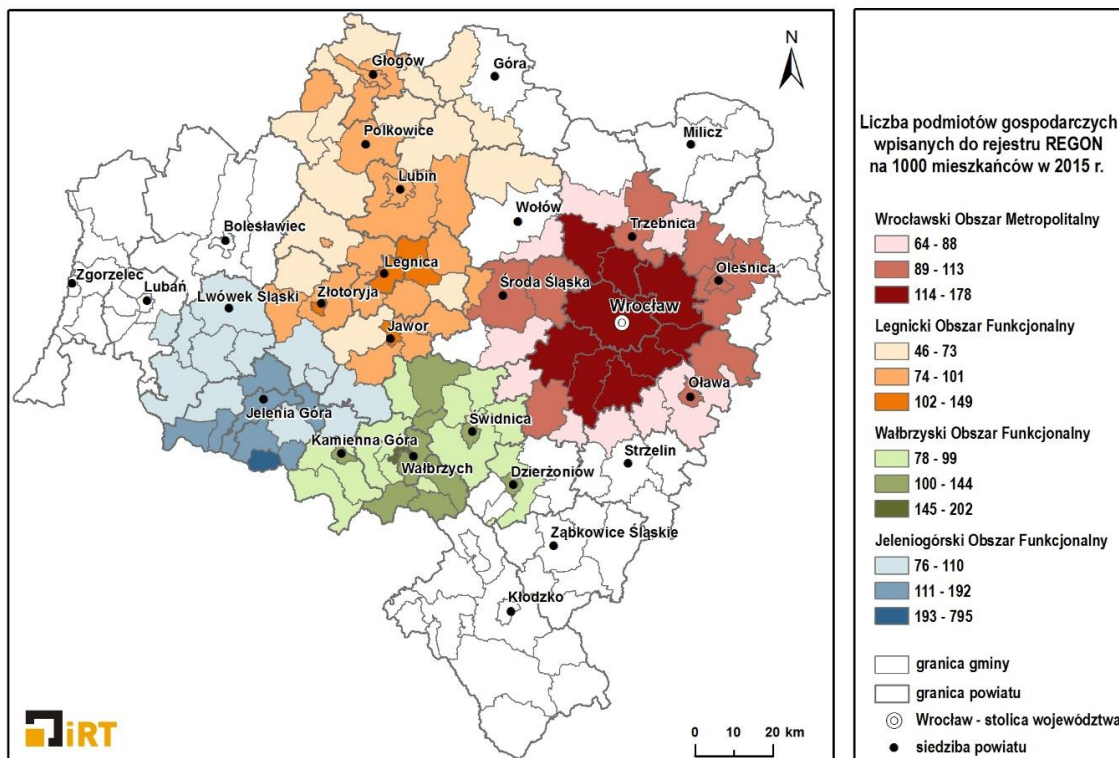 N
Głogów
Góra
Polkowice
Milicz
Lubin
Wołów
Trzebnica
Bolesławiec
Oleśnica
Legnica
Zgorzelec
Lubań
Lwówek Śląski
Złotoryja
Środa Śląska
Wrocław
Jawor
Oława
Jelenia Góra
Świdnica
Kamienna Góra
Wałbrzych
Strzelin
Dzierżoniów
Ząbkowice Śląskie
Kłodzko
iRT
0 10 20 km
Liczba podmiotów gospodarczych
wpisanych do rejestru REGON
na 1000 mieszkańców w 2015 r.
Wrocławski Obszar Metropolitalny
64 - 88
89 - 113
114 - 178
Legnicki Obszar Funkcjonalny
46 - 73
74 - 101
102 - 149
Wałbrzyski Obszar Funkcjonalny
78 - 99
100 - 144
145 - 202
Jeleniogórski Obszar Funkcjonalny
76 - 110
111 - 192
193 - 795
granica gminy
granica powiatu
Wrocław - stolica województwa
siedziba powiatu